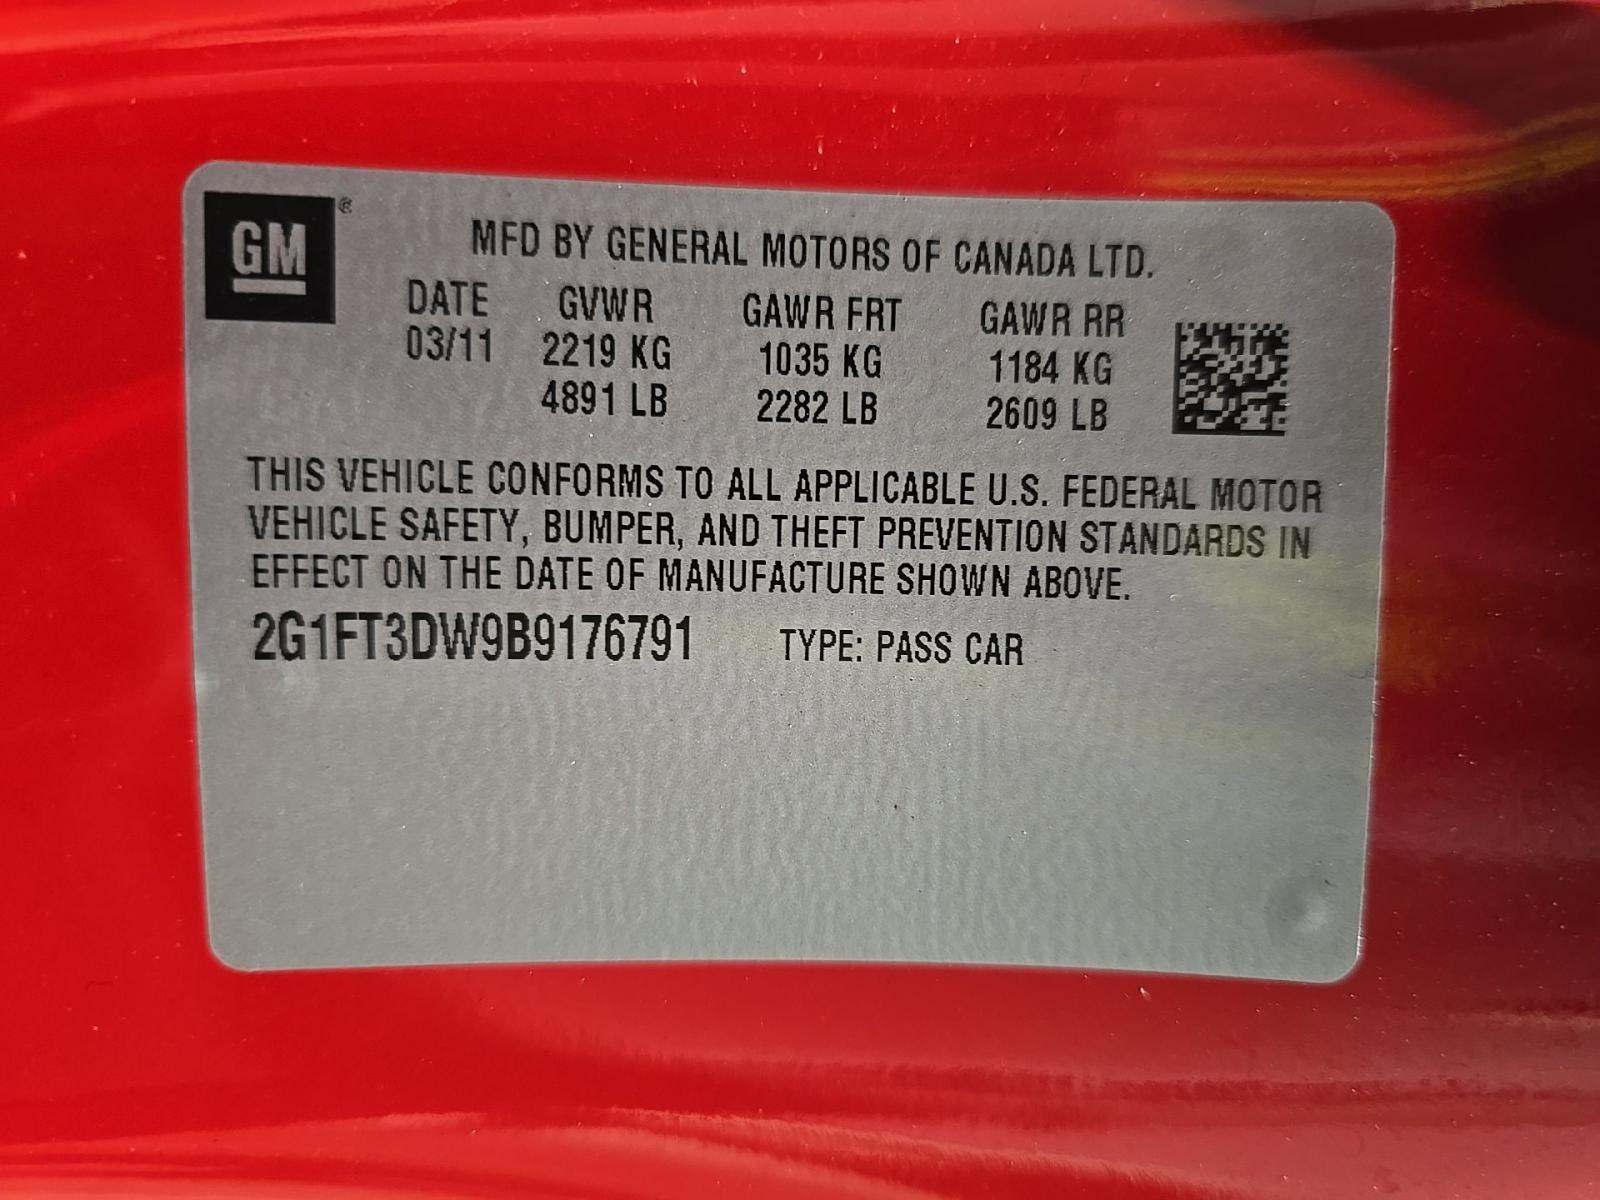 GM ®
MFD BY GENERAL MOTORS OF CANADA LTD.
DATE GVWR GAWR FRT GAWR RR
03/11 2219 KG 1035 KG 1184 KG
4891 LB 2282 LB 2609 LB
THIS VEHICLE CONFORMS TO ALL APPLICABLE U.S. FEDERAL MOTOR
VEHICLE SAFETY, BUMPER, AND THEFT PREVENTION STANDARDS IN
EFFECT ON THE DATE OF MANUFACTURE SHOWN ABOVE.
2G1FT3DW9B9176791 TYPE: PASS CAR